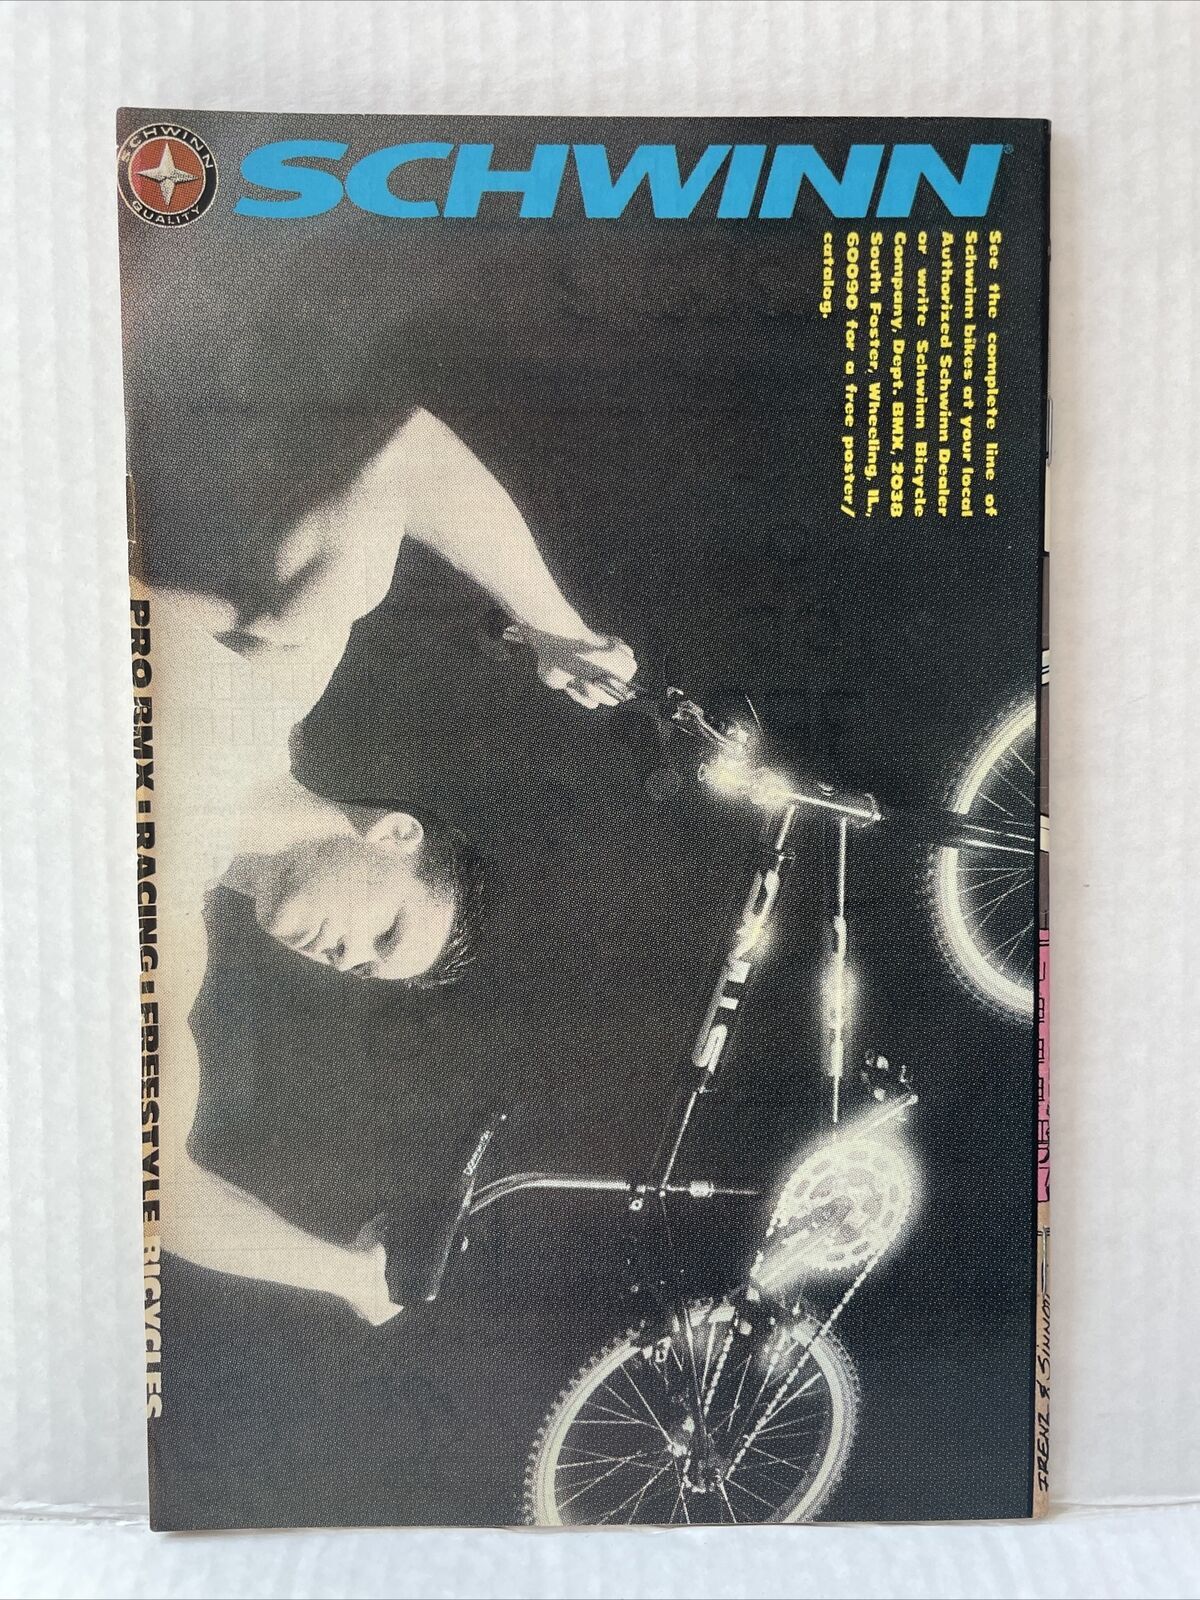 SCHWINN
QUALITY
SCHWINN®
See the complete line of
Schwinn bikes at your local
Authorized Schwinn Dealer
or write Schwinn Bicycle
Company, Dept. BMX, 2038
South Foster, Wheeling, IL,
60090 for a free poster/
catalog.
PRO BMX : RACING : FREESTYLE BICYCLES
FRENZ & SINNOTT